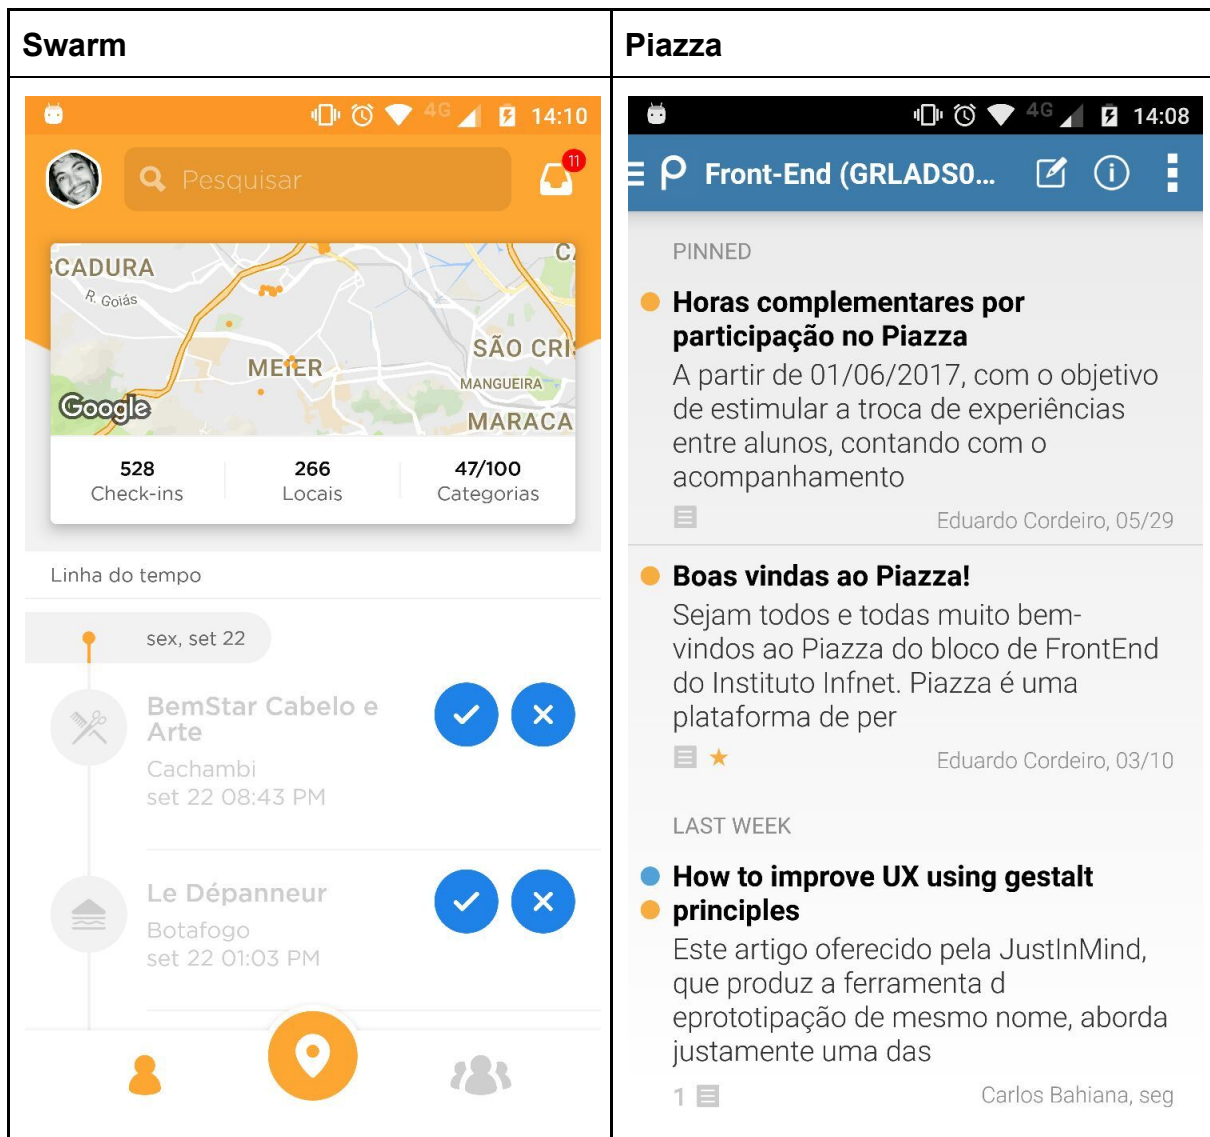 Swarm
Piazza
4G 14:10
11
Pesquisar
CADURA
R. Goiás
MEIER
SÃO CRI
MANGUEIRA
MARACA
Google
528
Check-ins
266
Locais
47/100
Categorias
Linha do tempo
sex, set 22
BemStar Cabelo e
Arte
Cachambi
set 22 08:43 PM
Le Dépanneur
Botafogo
set 22 01:03 PM
4G 14:08
Front-End (GRLADS0...
PINNED
Horas complementares por
participação no Piazza
A partir de 01/06/2017, com o objetivo
de estimular a troca de experiências
entre alunos, contando com o
acompanhamento
Eduardo Cordeiro, 05/29
Boas vindas ao Piazza!
Sejam todos e todas muito bem-
vindos ao Piazza do bloco de FrontEnd
do Instituto Infnet. Piazza é uma
plataforma de per
Eduardo Cordeiro, 03/10
LAST WEEK
How to improve UX using gestalt
principles
Este artigo oferecido pela JustInMind,
que produz a ferramenta d
eprototipação de mesmo nome, aborda
justamente uma das
1
Carlos Bahiana, seg